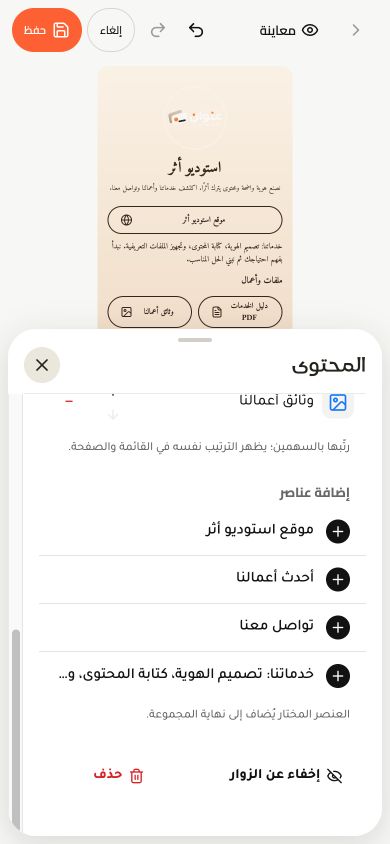 معاينة
إلغاء
حفظ
استوديو أثر
نصنع هوية واضحة ومحتوى يترك أثرًا. اكتشف خدماتنا وأعمالنا وتواصل معنا.
موقع استوديو أثر
خدماتنا: تصميم الهوية، كتابة المحتوى، وتجهيز الملفات التعريفية. نبدأ
بفهم احتياجك ثم نبني الحل المناسب.
ملفات وأعمال
دليل الخدمات
PDF
وثائق أعمالنا
المحتوى
وثائق أعمالنا
رتّبها بالسهمين؛ يظهر الترتيب نفسه في القائمة والصفحة.
إضافة عناصر
موقع استوديو أثر
أحدث أعمالنا
تواصل معنا
خدماتنا: تصميم الهوية، كتابة المحتوى، و...
العنصر المختار يُضاف إلى نهاية المجموعة.
إخفاء عن الزوار
حذف